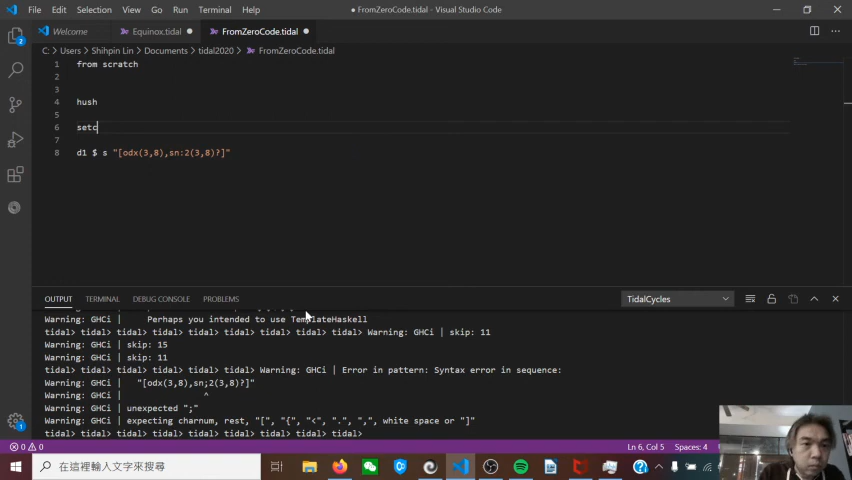 File Edit Selection View Go Run Terminal Help
FromZeroCode.tidal - Visual Studio Code
Welcome
Equinox.tidal
FromZeroCode.tidal
C: > Users > Shihpin Lin > Documents > tidal2020 > FromZeroCode.tidal
1 from scratch
2
3
4 hush
5
6 setc
7
8 d1 $ s "[odx(3,8),sn:2(3,8)?]"
OUTPUT TERMINAL DEBUG CONSOLE PROBLEMS
TidalCycles
Warning: GHCi | Perhaps you intended to use TemplateHaskell
tidal> tidal> tidal> tidal> tidal> tidal> tidal> tidal> tidal> Warning: GHCi | skip: 11
Warning: GHCi | skip: 15
Warning: GHCi | skip: 11
tidal> tidal> tidal> tidal> tidal> tidal> Warning: GHCi | Error in pattern: Syntax error in sequence:
Warning: GHCi | "[odx(3,8),sn;2(3,8)?]"
Warning: GHCi | ^
Warning: GHCi | unexpected ";"
Warning: GHCi | expecting charnum, rest, "[", "{", "<", ".", ",", white space or "]"
tidal> tidal> tidal> tidal> tidal> tidal> tidal> tidal> tidal>
0 0
Ln 6, Col 5
Spaces: 4
在這裡輸入文字來搜尋